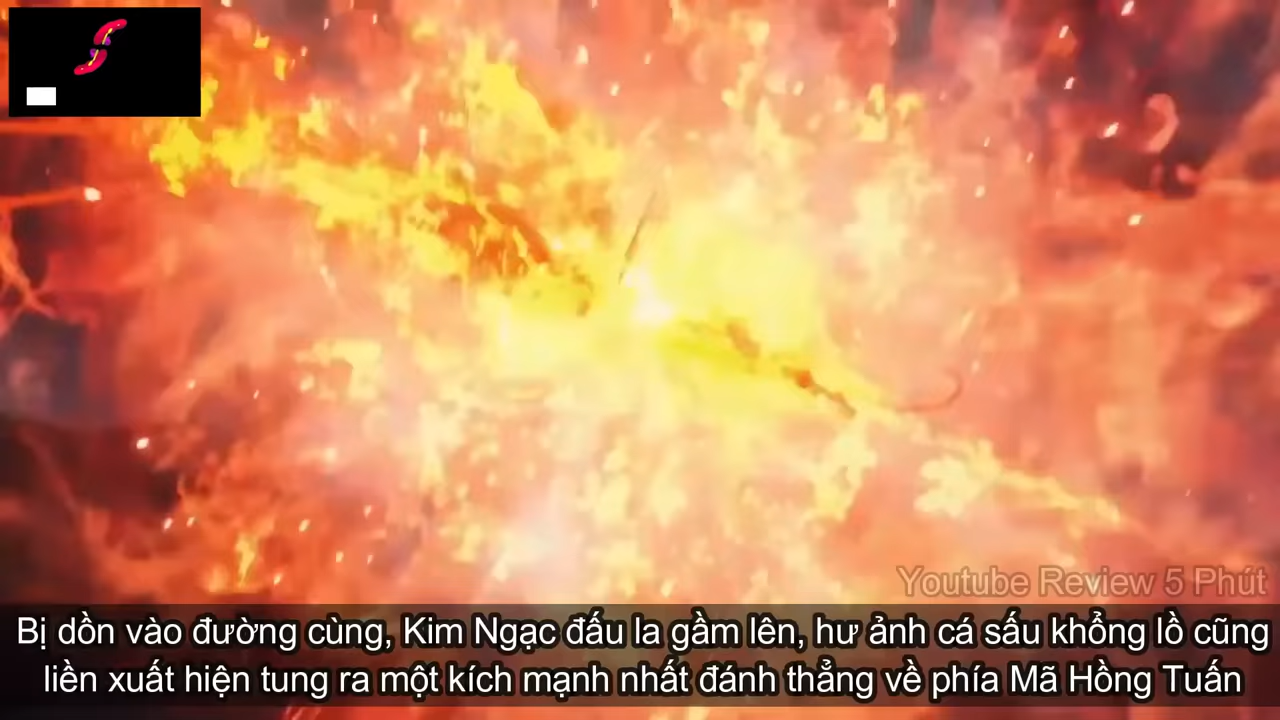 Youtube Review 5 Phút
Bị dồn vào đường cùng, Kim Ngạc đấu la gầm lên, hư ảnh cá sấu khổng lồ cũng
liền xuất hiện tung ra một kích mạnh nhất đánh thẳng về phía Mã Hồng Tuấn